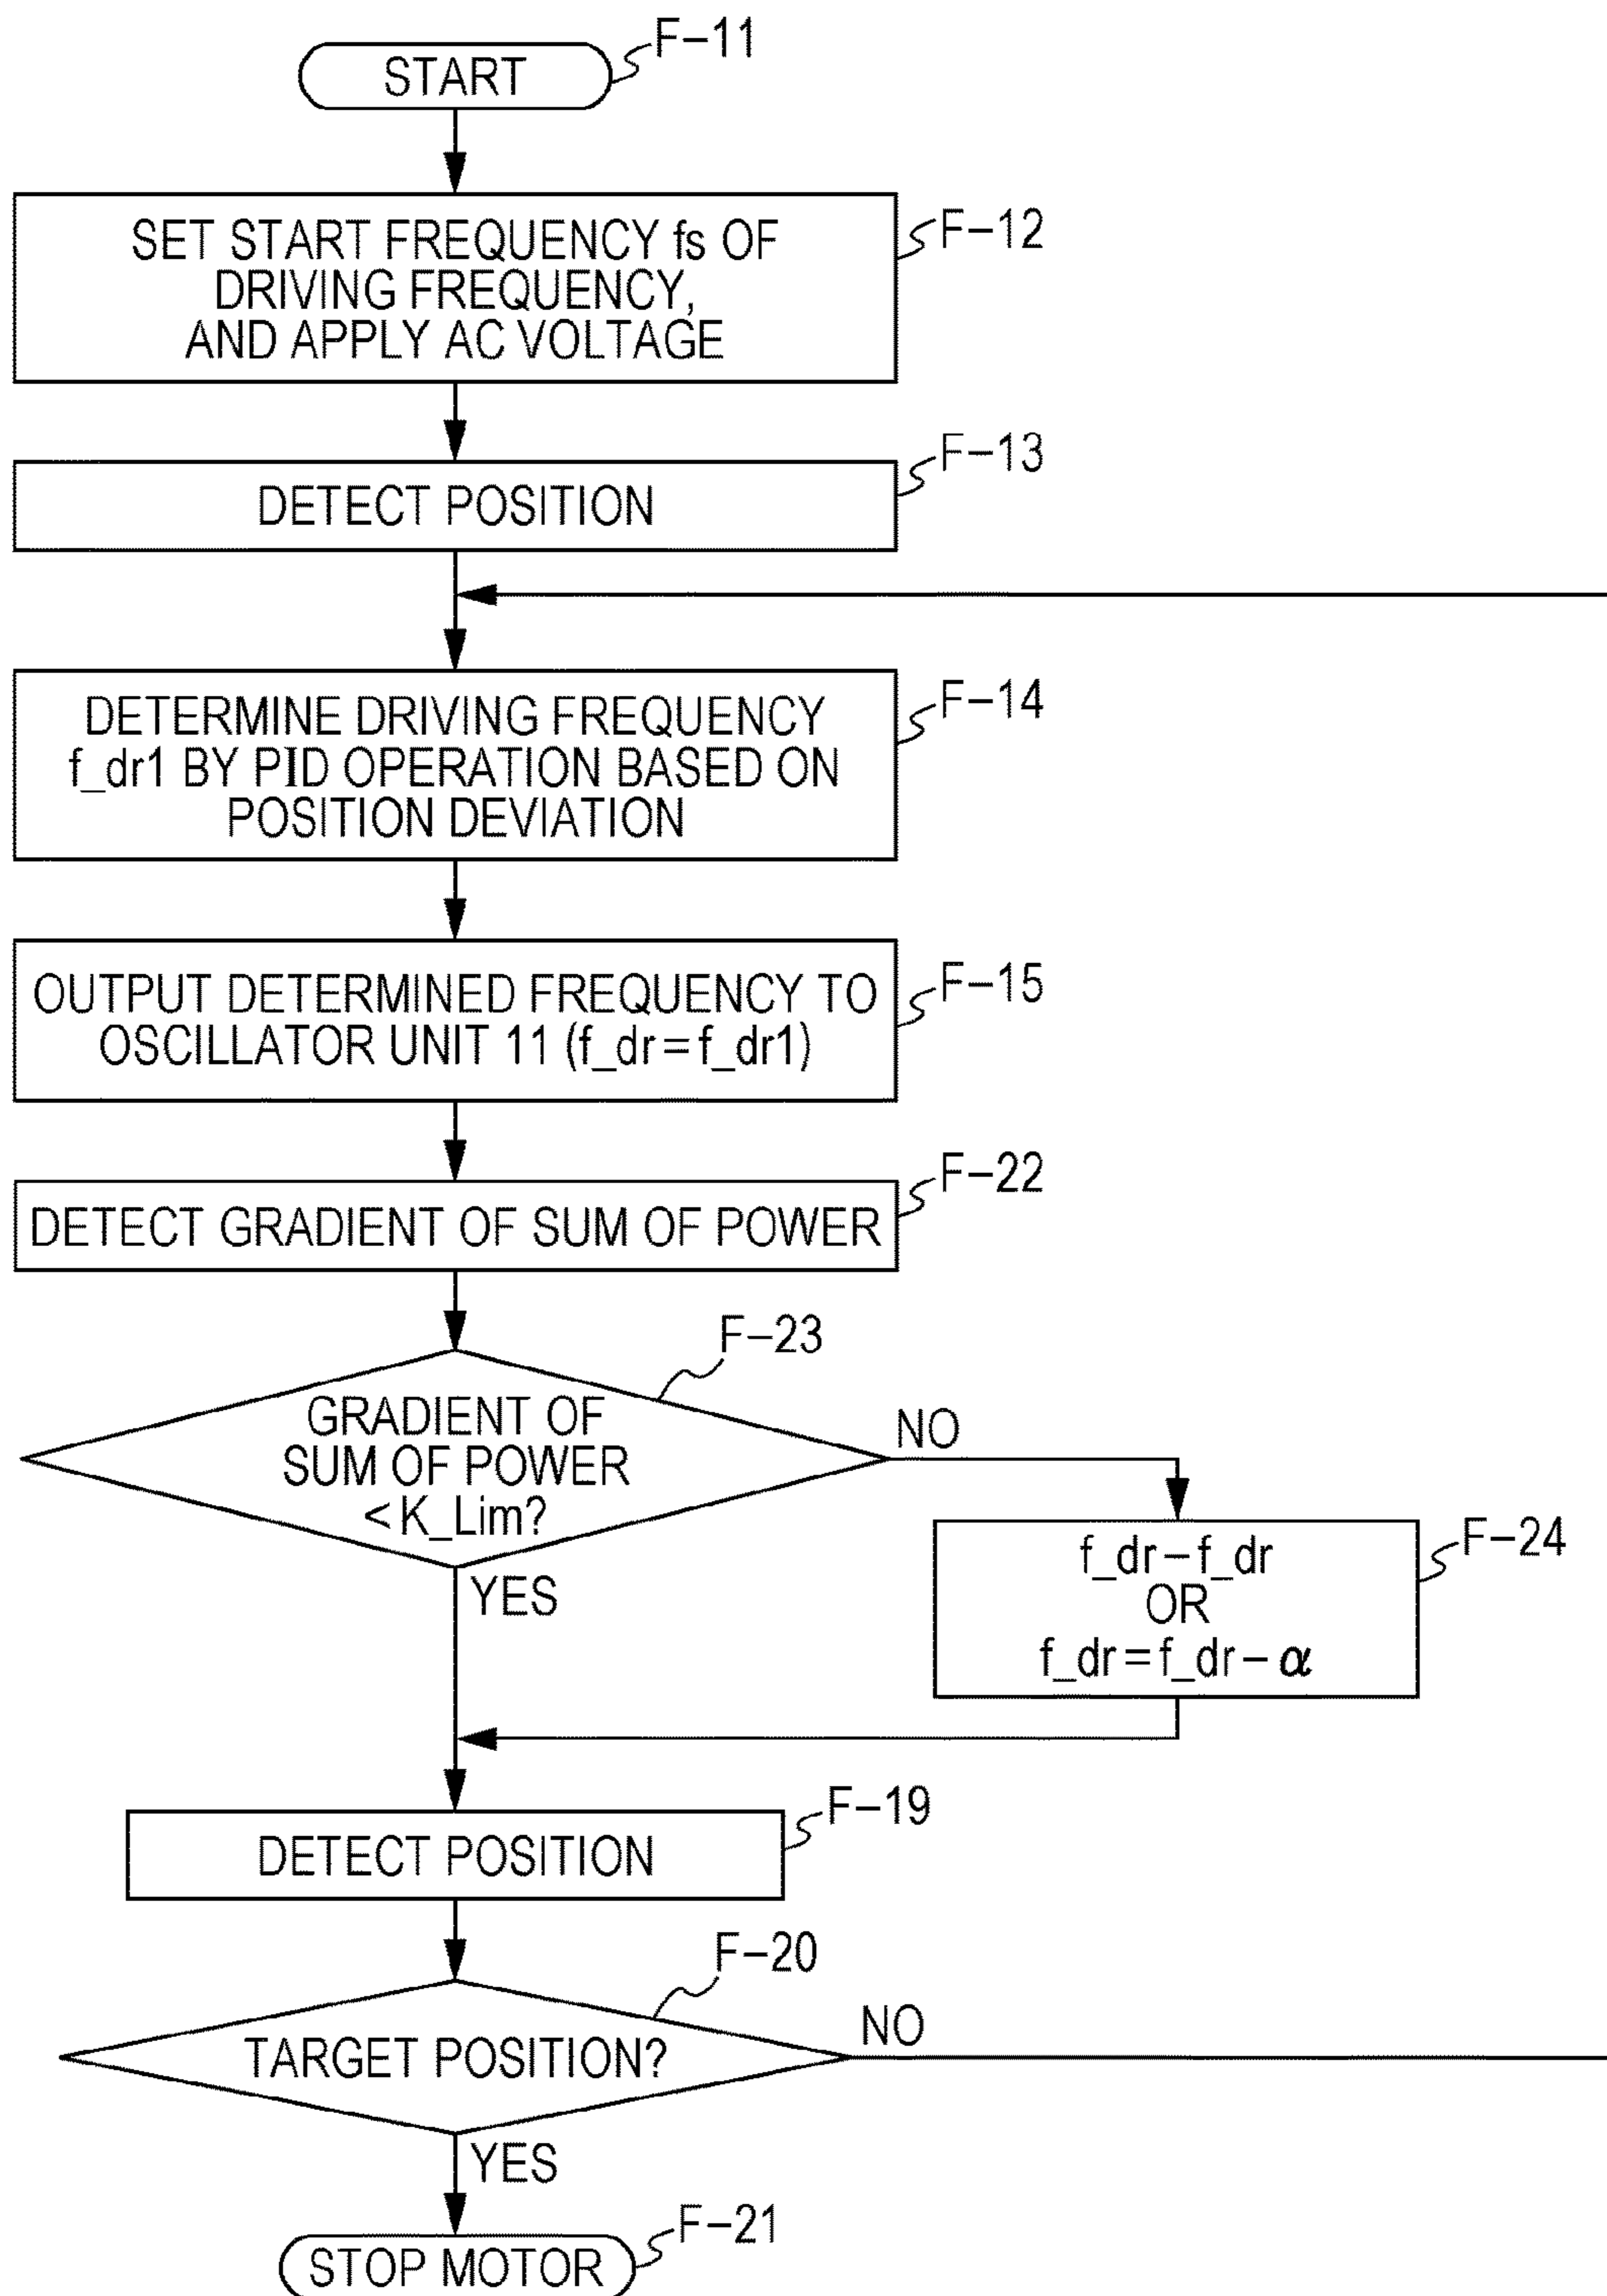 START
F-11
SET START FREQUENCY fs OF
DRIVING FREQUENCY,
AND APPLY AC VOLTAGE
F-12
DETECT POSITION
F-13
DETERMINE DRIVING FREQUENCY
f_dr1 BY PID OPERATION BASED ON
POSITION DEVIATION
F-14
OUTPUT DETERMINED FREQUENCY TO
OSCILLATOR UNIT 11 (f_dr=f_dr1)
F-15
DETECT GRADIENT OF SUM OF POWER
F-22
GRADIENT OF
SUM OF POWER
< K_Lim?
F-23
NO
YES
f_dr-f_dr
OR
f_dr=f_dr-α
F-24
DETECT POSITION
F-19
TARGET POSITION?
F-20
NO
YES
STOP MOTOR
F-21